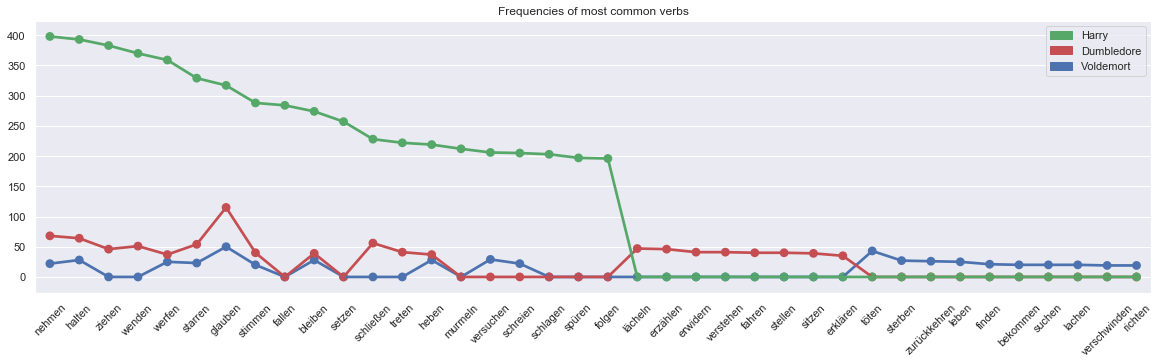 Frequencies of most common verbs
Harry
Dumbledore
Voldemort
400
350
300
250
200
150
100
50
0
nehmen
halten
ziehen
wenden
werfen
starren
glauben
stimmen
fallen
bleiben
setzen
schließen
treten
heben
murmeln
versuchen
schreien
schlagen
spüren
folgen
lächeln
erzählen
erwidern
verstehen
fahren
stellen
sitzen
erklären
töten
sterben
zurückkehren
leben
finden
bekommen
suchen
lachen
verschwinden
richten